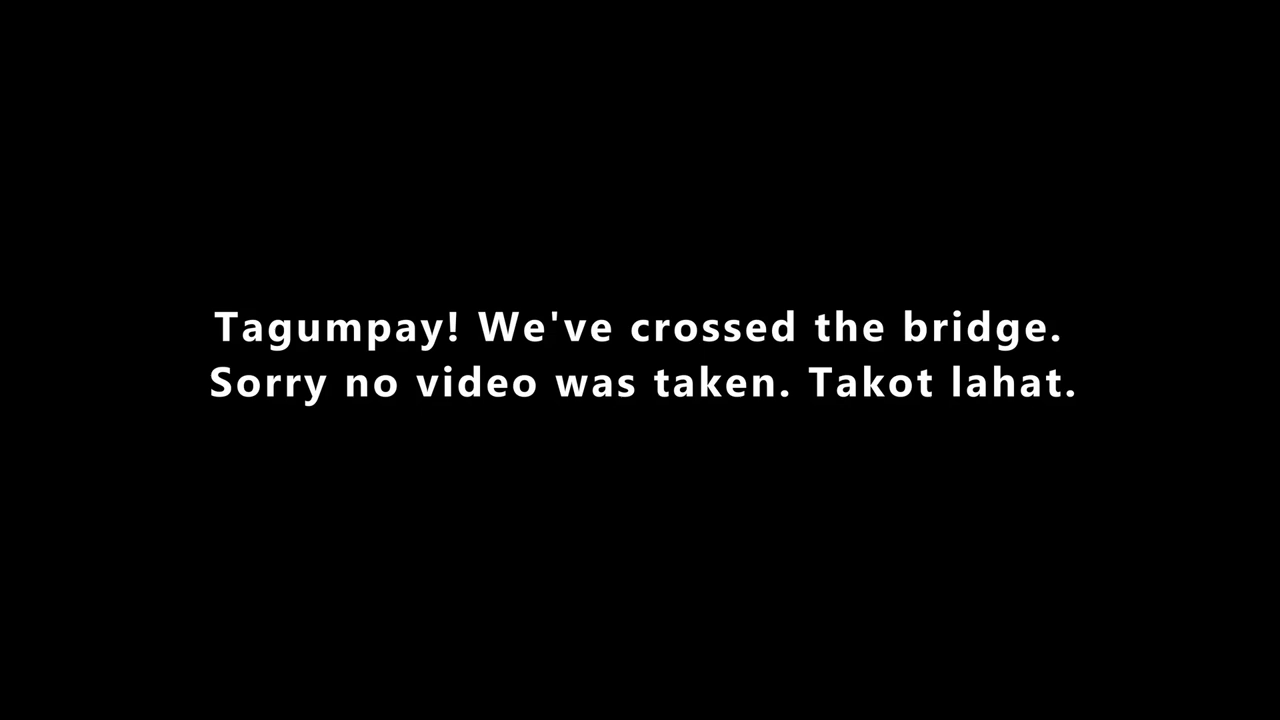 Tagumpay! We've crossed the bridge.
Sorry no video was taken. Takot lahat.